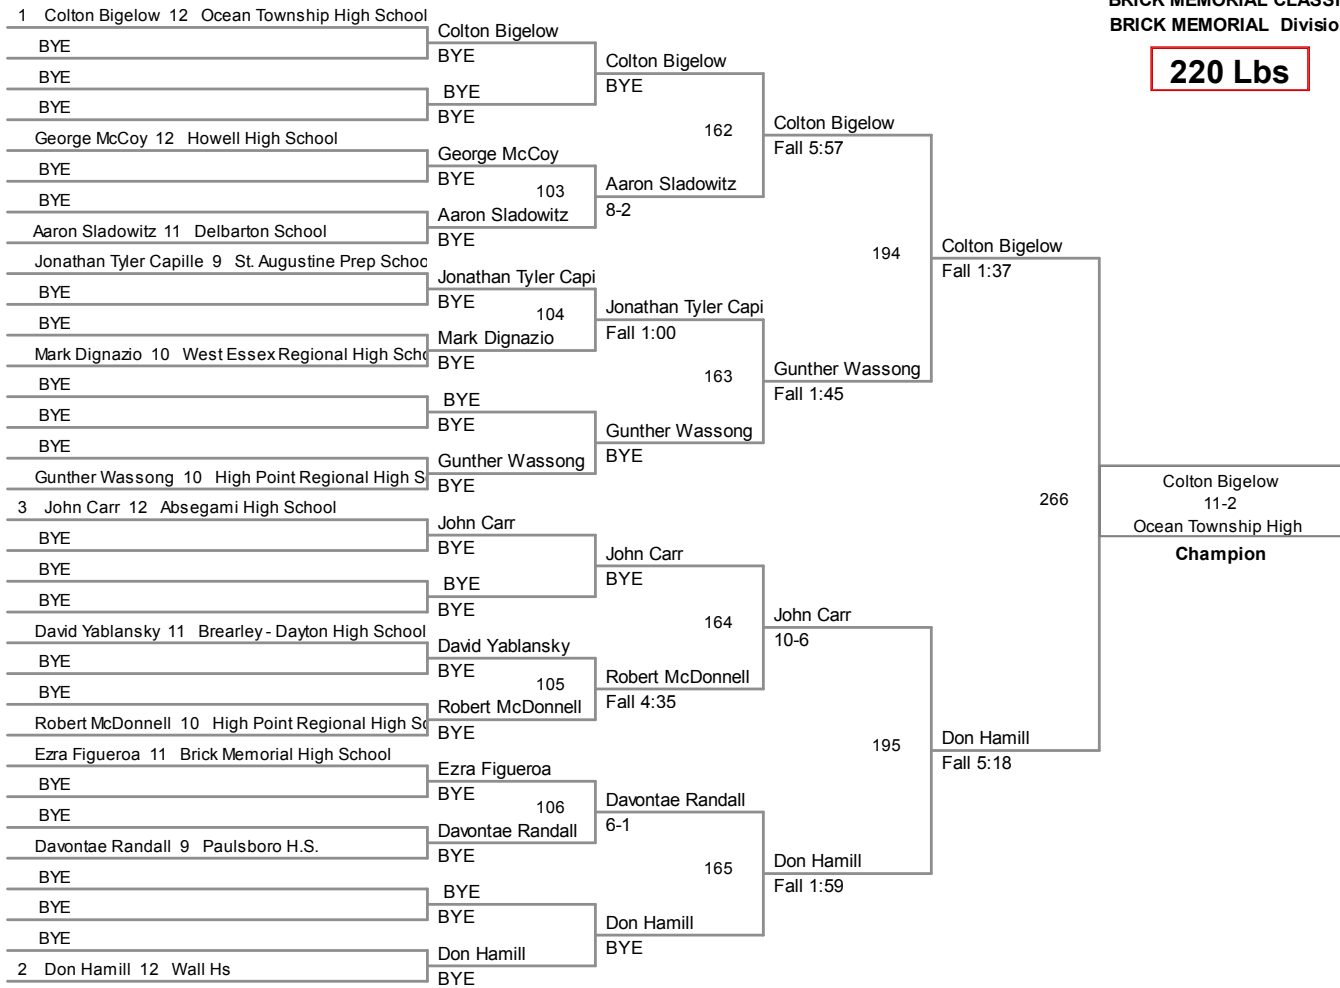 BRICK MEMORIAL CLASSI
BRICK MEMORIAL Divisio
220 Lbs
1 Colton Bigelow 12 Ocean Township High School
BYE
BYE
BYE
George McCoy 12 Howell High School
BYE
BYE
Aaron Sladowitz 11 Delbarton School
Jonathan Tyler Capille 9 St. Augustine Prep Schoo
BYE
BYE
Mark Dignazio 10 West Essex Regional High Scho
BYE
BYE
BYE
Gunther Wassong 10 High Point Regional High S
3 John Carr 12 Absegami High School
BYE
BYE
BYE
David Yablansky 11 Brearley - Dayton High School
BYE
BYE
Robert McDonnell 10 High Point Regional High Sc
Ezra Figueroa 11 Brick Memorial High School
BYE
BYE
Davontae Randall 9 Paulsboro H.S.
BYE
BYE
BYE
2 Don Hamill 12 Wall Hs
Colton Bigelow
BYE
BYE
BYE
George McCoy
BYE
103
Aaron Sladowitz
BYE
Jonathan Tyler Capi
BYE
104
Mark Dignazio
BYE
BYE
BYE
Gunther Wassong
BYE
John Carr
BYE
BYE
BYE
David Yablansky
BYE
105
Robert McDonnell
BYE
Ezra Figueroa
BYE
106
Davontae Randall
BYE
BYE
BYE
Don Hamill
BYE
Colton Bigelow
BYE
162
Aaron Sladowitz
8-2
Jonathan Tyler Capi
Fall 1:00
163
Gunther Wassong
BYE
John Carr
BYE
164
Robert McDonnell
Fall 4:35
Davontae Randall
6-1
165
Don Hamill
BYE
Colton Bigelow
Fall 5:57
194
Gunther Wassong
Fall 1:45
John Carr
10-6
195
Don Hamill
Fall 1:59
Colton Bigelow
Fall 1:37
266
Don Hamill
Fall 5:18
Colton Bigelow
11-2
Ocean Township High
Champion